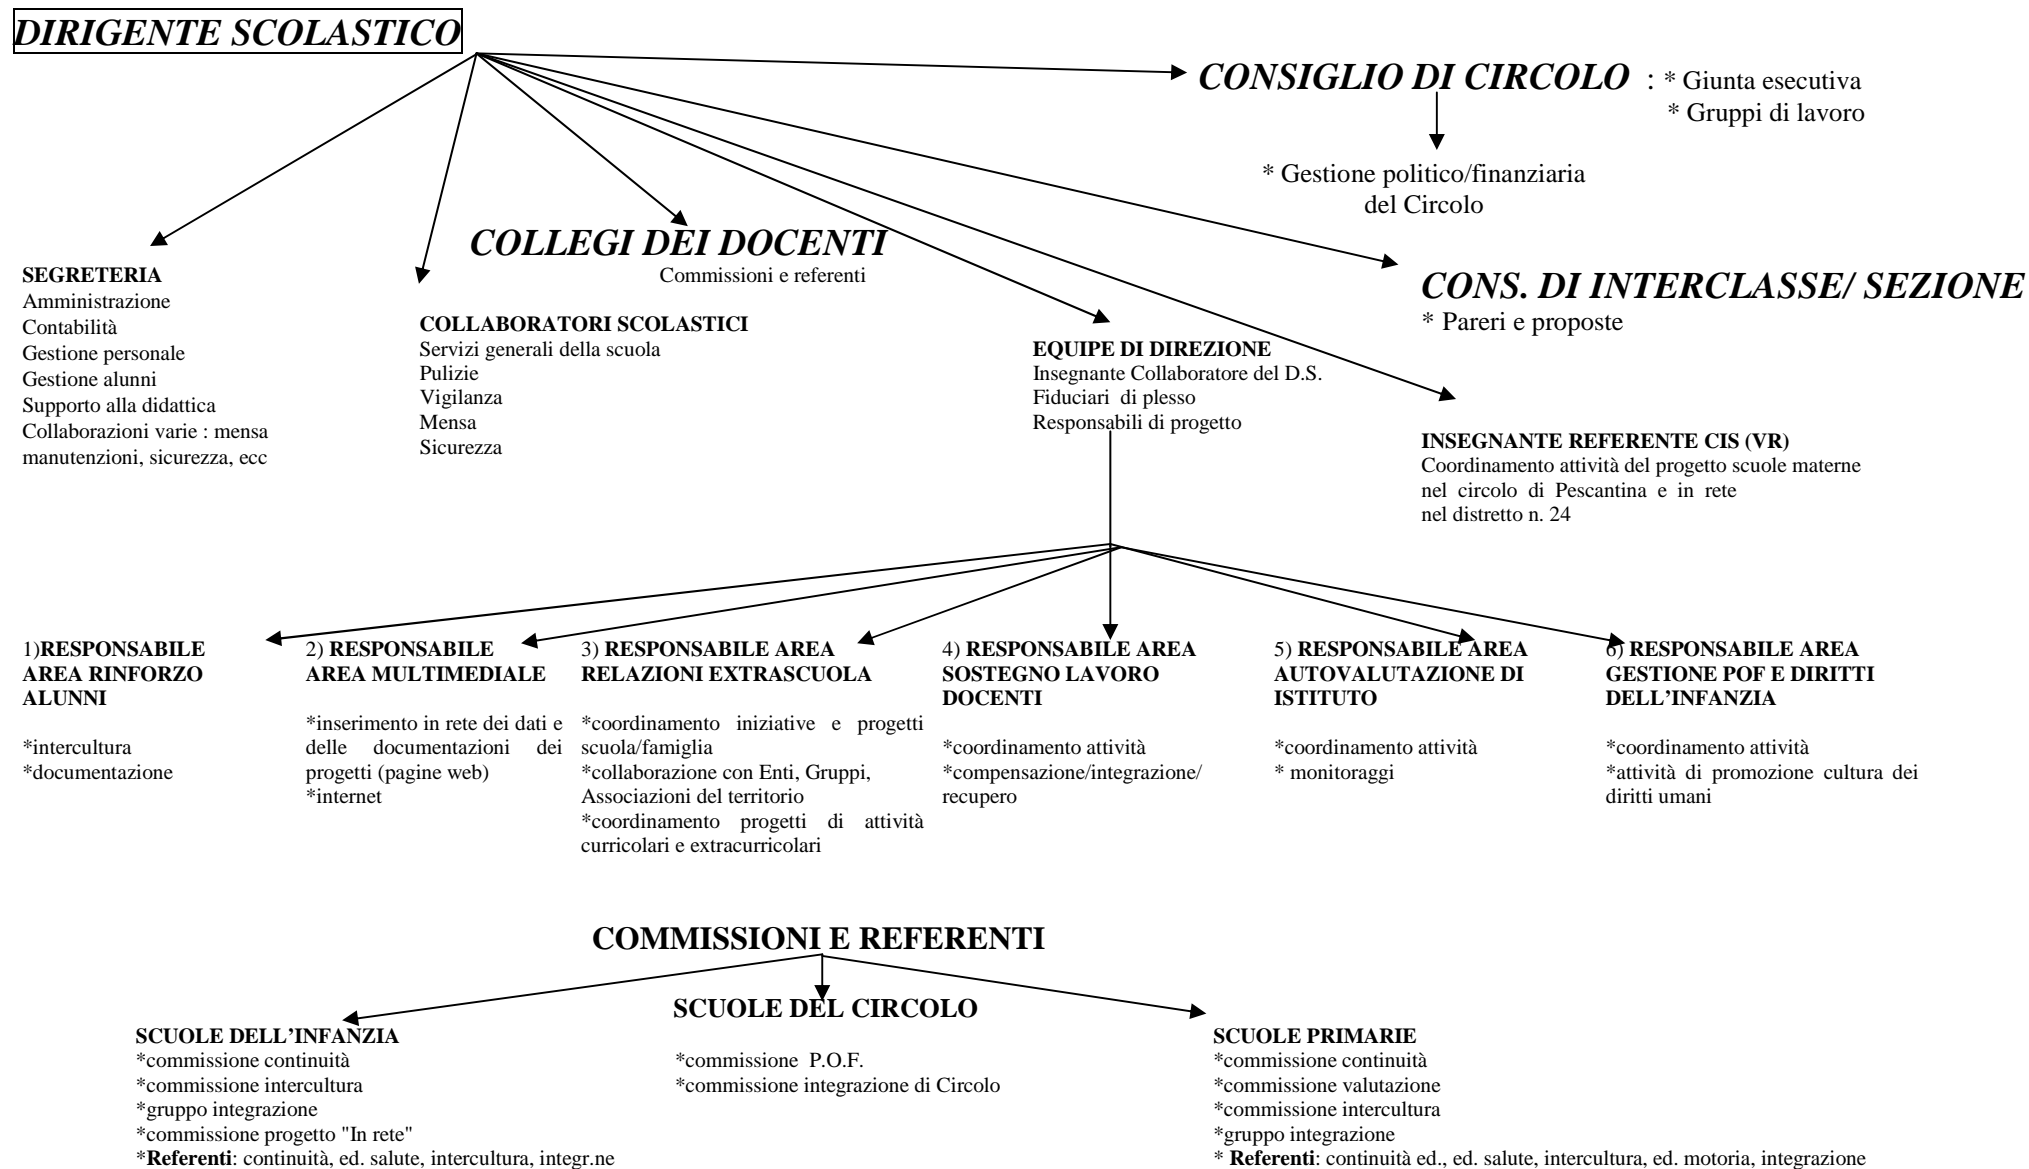 DIRIGENTE SCOLASTICO
CONSIGLIO DI CIRCOLO : * Giunta esecutiva
* Gruppi di lavoro
* Gestione politico/finanziaria
del Circolo
COLLEGI DEI DOCENTI
Commissioni e referenti
SEGRETERIA
Amministrazione
Contabilità
Gestione personale
Gestione alunni
Supporto alla didattica
Collaborazioni varie : mensa
manutenzioni, sicurezza, ecc
COLLABORATORI SCOLASTICI
Servizi generali della scuola
Pulizie
Vigilanza
Mensa
Sicurezza
EQUIPE DI DIREZIONE
Insegnante Collaboratore del D.S.
Fiduciari di plesso
Responsabili di progetto
CONS. DI INTERCLASSE/ SEZIONE
* Pareri e proposte
INSEGNANTE REFERENTE CIS (VR)
Coordinamento attività del progetto scuole materne
nel circolo di Pescantina e in rete
nel distretto n. 24
1)RESPONSABILE
AREA RINFORZO
ALUNNI
*intercultura
*documentazione
2) RESPONSABILE
AREA MULTIMEDIALE
*inserimento in rete dei dati e
delle documentazioni dei
progetti (pagine web)
*internet
3) RESPONSABILE AREA
RELAZIONI EXTRASCUOLA
*coordinamento iniziative e progetti
scuola/famiglia
*collaborazione con Enti, Gruppi,
Associazioni del territorio
*coordinamento progetti di attività
curricolari e extracurricolari
4) RESPONSABILE AREA
SOSTEGNO LAVORO
DOCENTI
*coordinamento attività
*compensazione/integrazione/
recupero
5) RESPONSABILE AREA
AUTOVALUTAZIONE DI
ISTITUTO
*coordinamento attività
* monitoraggi
6) RESPONSABILE AREA
GESTIONE POF E DIRITTI
DELL’INFANZIA
*coordinamento attività
*attività di promozione cultura dei
diritti umani
COMMISSIONI E REFERENTI
SCUOLE DELL’INFANZIA
*commissione continuità
*commissione intercultura
*gruppo integrazione
*commissione progetto "In rete"
*Referenti: continuità, ed. salute, intercultura, integr.ne
SCUOLE DEL CIRCOLO
*commissione P.O.F.
*commissione integrazione di Circolo
SCUOLE PRIMARIE
*commissione continuità
*commissione valutazione
*commissione intercultura
*gruppo integrazione
* Referenti: continuità ed., ed. salute, intercultura, ed. motoria, integrazione